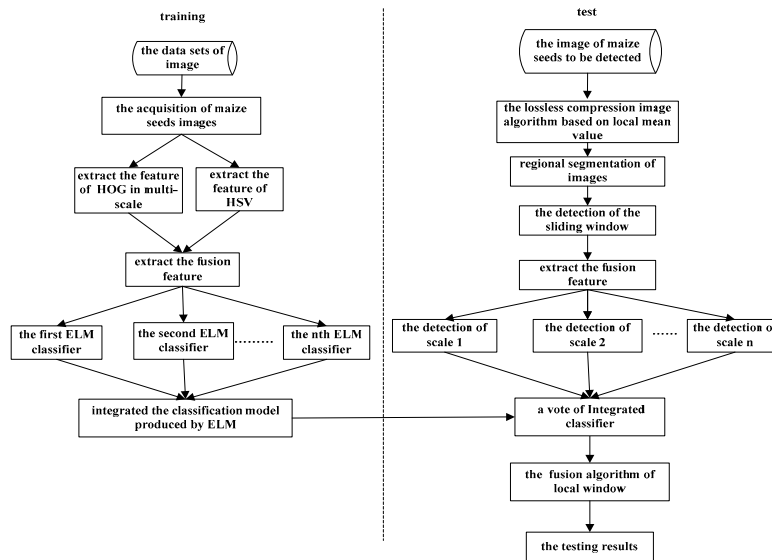 training
the data sets of
image
the acquisition of maize
seeds images
extract the feature
of HOG in multi-
scale
extract the
feature of
HSV
extract the fusion
feature
the first ELM
classifier
the second ELM
classifier
.........
the nth ELM
classifier
integrated the classification model
produced by ELM
test
the image of maize
seeds to be detected
the lossless compression image
algorithm based on local mean
value
regional segmentation of
images
the detection of the
sliding window
extract the fusion
feature
the detection of
scale 1
the detection of
scale 2
......
the detection of
scale n
a vote of Integrated
classifier
the fusion algorithm of
local window
the testing results